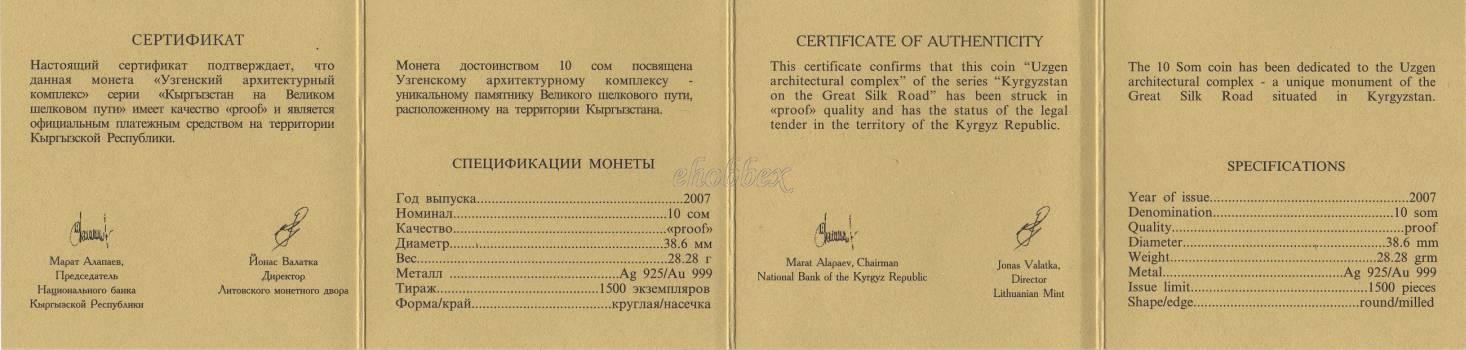 СЕРТИФИКАТ
Настоящий сертификат подтверждает, что
данная монета «Узгенский архитектурный
комплекс» серии «Кыргызстан на Великом
шелковом пути» имеет качество «proof» и является
официальным платежным средством на территории
Кыргызской Республики.
Марат Алапаев,
Председатель
Национального банка
Кыргызской Республики
Йонас Валатка
Директор
Литовского монетного двора
Монета достоинством 10 сом посвящена
Узгенскому архитектурному комплексу -
уникальному памятнику Великого шелкового пути,
расположенному на территории Кыргызстана.
СПЕЦИФИКАЦИИ МОНЕТЫ
Год выпуска...............2007
Номинал...............10 сом
Качество...............«proof»
Диаметр...............38.6 мм
Вес...............28.28 г
Металл...............Ag 925/Au 999
Тираж...............1500 экземпляров
Форма/край...............круглая/насечка
ehobbex
CERTIFICATE OF AUTHENTICITY
This certificate confirms that this coin “Uzgen
architectural complex” of the series “Kyrgyzstan
on the Great Silk Road” has been struck in
«proof» quality and has the status of the legal
tender in the territory of the Kyrgyz Republic.
Marat Alapaev, Chairman
National Bank of the Kyrgyz Republic
Jonas Valatka,
Director
Lithuanian Mint
The 10 Som coin has been dedicated to the Uzgen
architectural complex - a unique monument of the
Great Silk Road situated in Kyrgyzstan.
SPECIFICATIONS
Year of issue...............2007
Denomination...............10 som
Quality...............proof
Diameter...............38.6 mm
Weight...............28.28 grm
Metal...............Ag 925/Au 999
Issue limit...............1500 pieces
Shape/edge...............round/milled